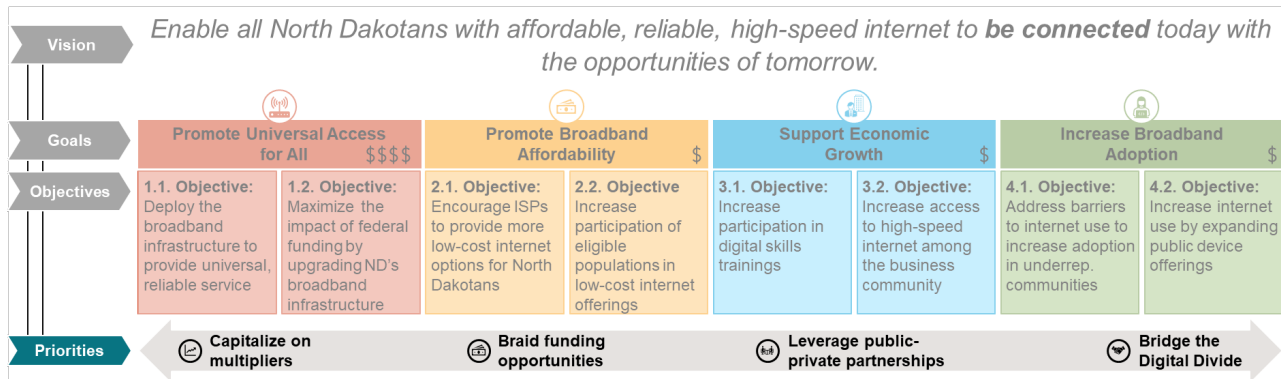 Vision
Enable all North Dakotans with affordable, reliable, high-speed internet to be connected today with
the opportunities of tomorrow.
Goals
Promote Universal Access
for All $$$$
Promote Broadband
Affordability $
Support Economic
Growth $
Increase Broadband
Adoption $
Objectives
1.1. Objective:
Deploy the
broadband
infrastructure to
provide universal,
reliable service
1.2. Objective:
Maximize the
impact of federal
funding by
upgrading ND's
broadband
infrastructure
2.1. Objective:
Encourage ISPs
to provide more
low-cost internet
options for North
Dakotans
2.2. Objective
Increase
participation of
eligible
populations in
low-cost internet
offerings
3.1. Objective:
Increase
participation in
digital skills
trainings
3.2. Objective:
Increase access
to high-speed
internet among
the business
community
4.1. Objective:
Address barriers
to internet use to
increase adoption
in underrep.
communities
4.2. Objective:
Increase internet
use by expanding
public device
offerings
Priorities
Capitalize on
multipliers
Braid funding
opportunities
Leverage public-
private partnerships
Bridge the
Digital Divide